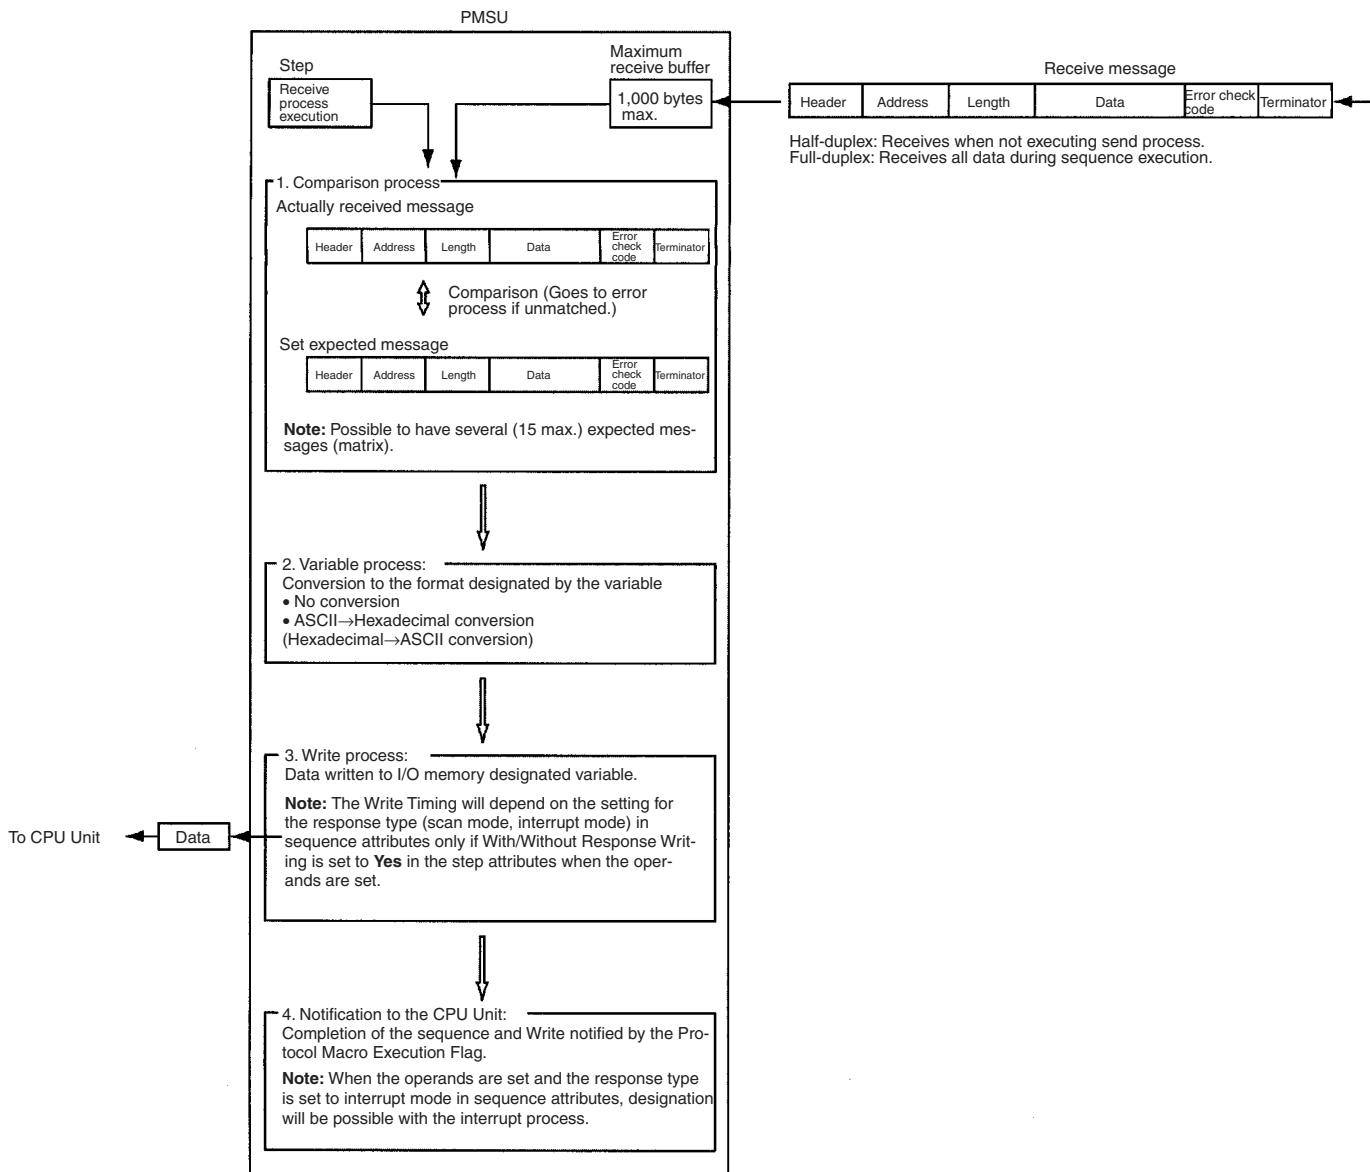 PMSU
Step
Receive
process
execution
Maximum
receive buffer
1,000 bytes
max.
Receive message
Header Address Length Data Error check code Terminator
Half-duplex: Receives when not executing send process.
Full-duplex: Receives all data during sequence execution.
1. Comparison process
Actually received message
Header Address Length Data Error check code Terminator
Comparison (Goes to error
process if unmatched.)
Set expected message
Header Address Length Data Error check code Terminator
Note: Possible to have several (15 max.) expected mes-
sages (matrix).
2. Variable process:
Conversion to the format designated by the variable
• No conversion
• ASCII→Hexadecimal conversion
(Hexadecimal→ASCII conversion)
3. Write process:
Data written to I/O memory designated variable.
Note: The Write Timing will depend on the setting for
the response type (scan mode, interrupt mode) in
sequence attributes only if With/Without Response Writ-
ing is set to Yes in the step attributes when the oper-
ands are set.
To CPU Unit
Data
4. Notification to the CPU Unit:
Completion of the sequence and Write notified by the Pro-
tocol Macro Execution Flag.
Note: When the operands are set and the response type
is set to interrupt mode in sequence attributes, designation
will be possible with the interrupt process.